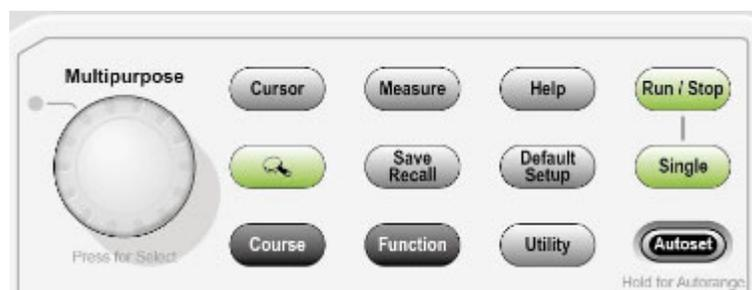 Multipurpose
Cursor
Measure
Help
Run / Stop
Save
Recall
Default
Setup
Single
Course
Function
Utility
Autoset
Press for Select
Hold for Autorange